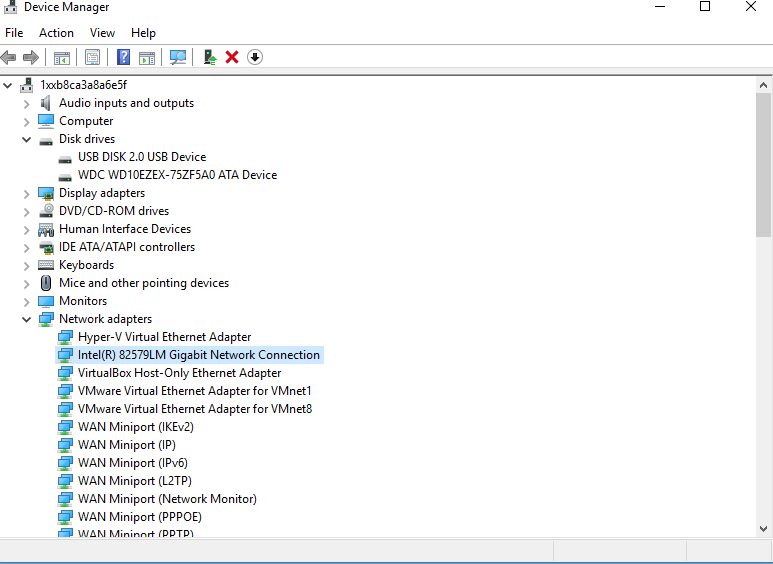 Device Manager
File Action View Help
1xxb8ca3a8a6e5f
Audio inputs and outputs
Computer
Disk drives
USB DISK 2.0 USB Device
WDC WD10EZEX-75ZF5A0 ATA Device
Display adapters
DVD/CD-ROM drives
Human Interface Devices
IDE ATA/ATAPI controllers
Keyboards
Mice and other pointing devices
Monitors
Network adapters
Hyper-V Virtual Ethernet Adapter
Intel(R) 82579LM Gigabit Network Connection
VirtualBox Host-Only Ethernet Adapter
VMware Virtual Ethernet Adapter for VMnet1
VMware Virtual Ethernet Adapter for VMnet8
WAN Miniport (IKEv2)
WAN Miniport (IP)
WAN Miniport (IPv6)
WAN Miniport (L2TP)
WAN Miniport (Network Monitor)
WAN Miniport (PPPOE)
WAN Miniport (PPTP)